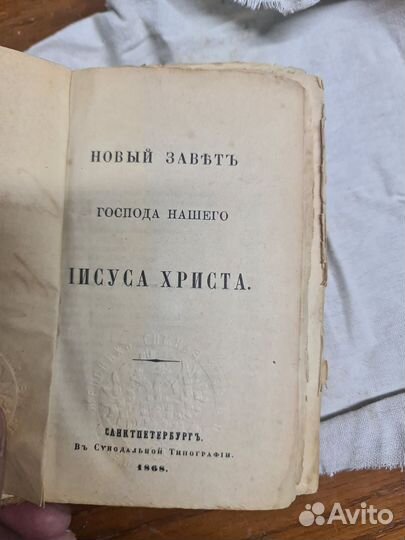 НОВЫЙ ЗАВѢТЪ
ГОСПОДА НАШЕГО
ІИСУСА ХРИСТА.
САНКТПЕТЕРБУРГЪ.
Въ Сѵнодальной Типографіи.
1868.
Avito